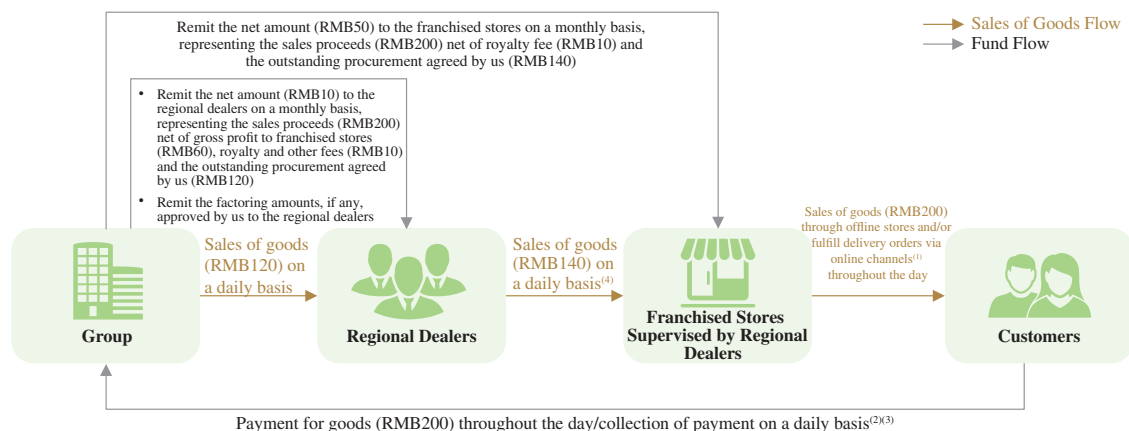 Remit the net amount (RMB50) to the franchised stores on a monthly basis,
representing the sales proceeds (RMB200) net of royalty fee (RMB10) and
the outstanding procurement agreed by us (RMB140)
Sales of Goods Flow
Fund Flow
• Remit the net amount (RMB10) to the
regional dealers on a monthly basis,
representing the sales proceeds (RMB200)
net of gross profit to franchised stores
(RMB60), royalty and other fees (RMB10)
and the outstanding procurement agreed
by us (RMB120)
• Remit the factoring amounts, if any,
approved by us to the regional dealers
Group
Sales of goods
(RMB120) on
a daily basis
Regional Dealers
Sales of goods
(RMB140) on
a daily basis(4)
Franchised Stores
Supervised by Regional
Dealers
Sales of goods (RMB200)
through offline stores and/or
fulfill delivery orders via
online channels(1)
throughout the day
Customers
Payment for goods (RMB200) throughout the day/collection of payment on a daily basis(2)(3)